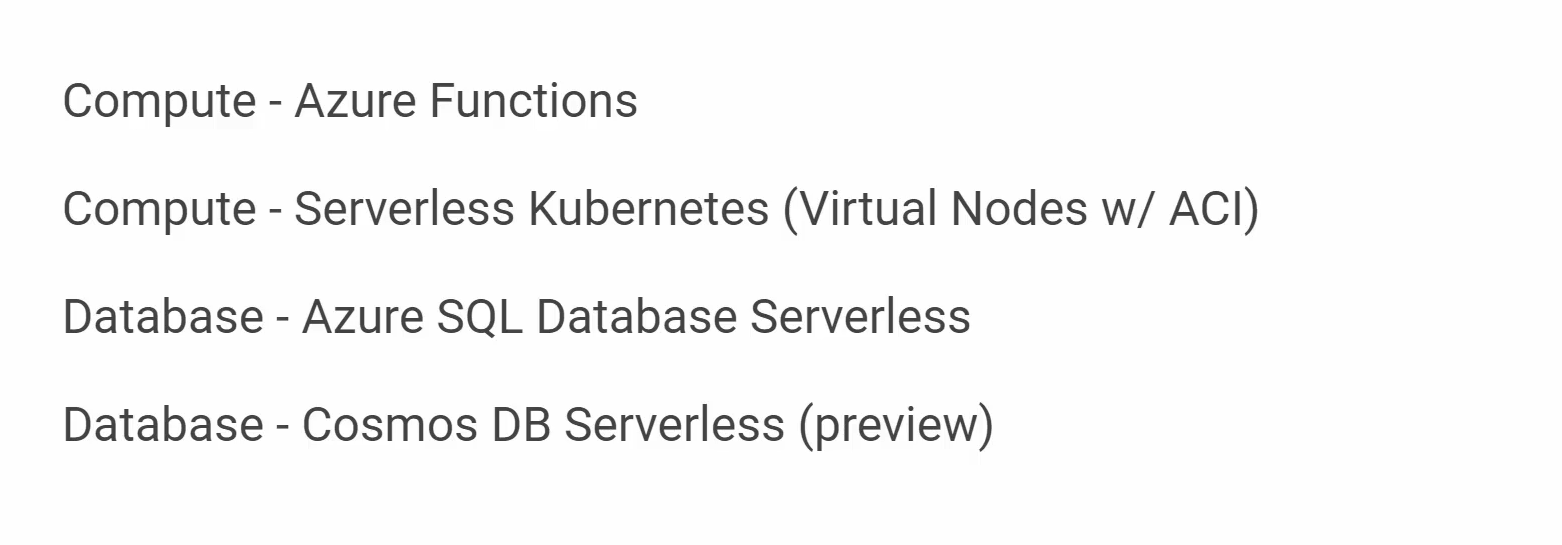 Compute - Azure Functions
Compute - Serverless Kubernetes (Virtual Nodes w/ ACI)
Database - Azure SQL Database Serverless
Database - Cosmos DB Serverless (preview)